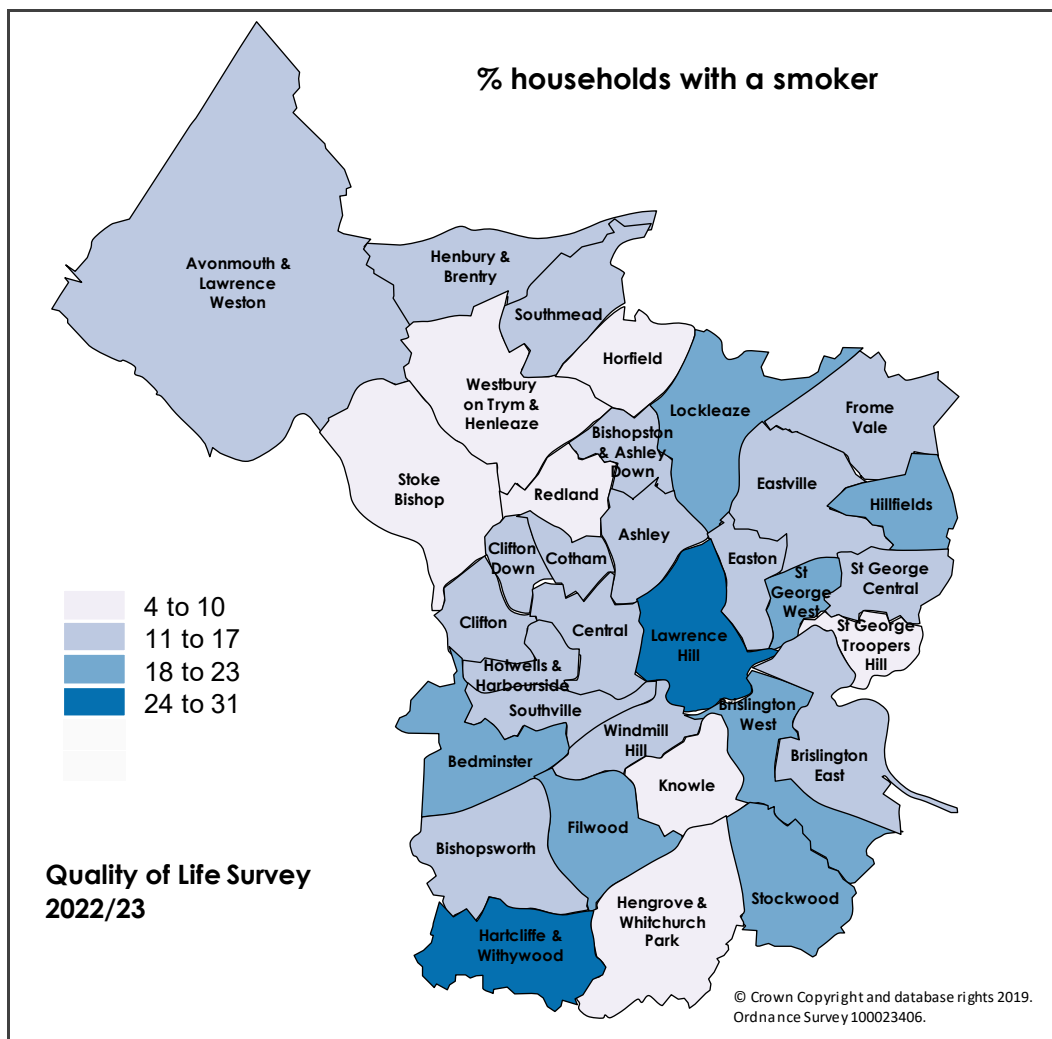 % households with a smoker
Avonmouth &
Lawrence
Weston
Henbury &
Brentry
Southmead
Horfield
Westbury
on Trym &
Henleaze
Lockleaze
Frome
Vale
Bishopston
& Ashley
Down
Stoke
Bishop
Redland
Eastville
Hillfields
Clifton
Down
Cotham
Ashley
Easton
St
George
West
St George
Central
Clifton
Central
Lawrence
Hill
St George
Troopers
Hill
Hotwells &
Harbourside
Southville
Windmill
Hill
Brislington
West
Brislington
East
Bedminster
Knowle
Filwood
Bishopsworth
Stockwood
Hengrove &
Whitchurch
Park
Hartcliffe &
Withywood
4 to 10
11 to 17
18 to 23
24 to 31
Quality of Life Survey
2022/23
© Crown Copyright and database rights 2019.
Ordnance Survey 100023406.